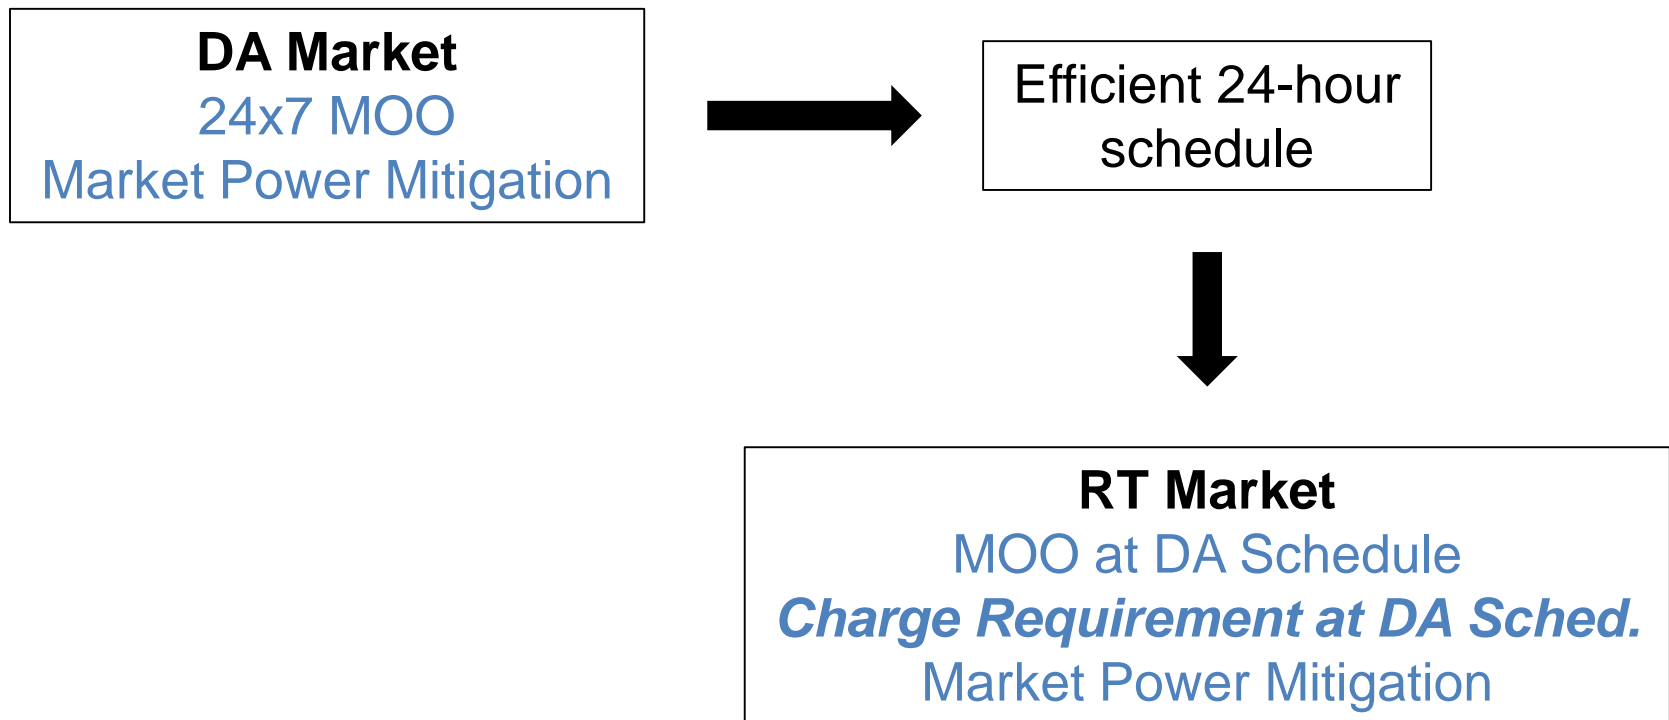 DA Market
24x7 MOO
Market Power Mitigation
Efficient 24-hour
schedule
RT Market
MOO at DA Schedule
Charge Requirement at DA Sched.
Market Power Mitigation